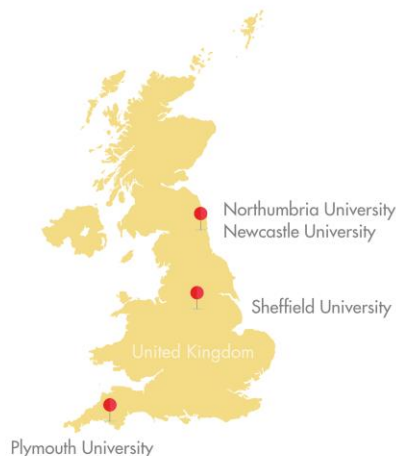 Northumbria University
Newcastle University
Sheffield University
United Kingdom
Plymouth University